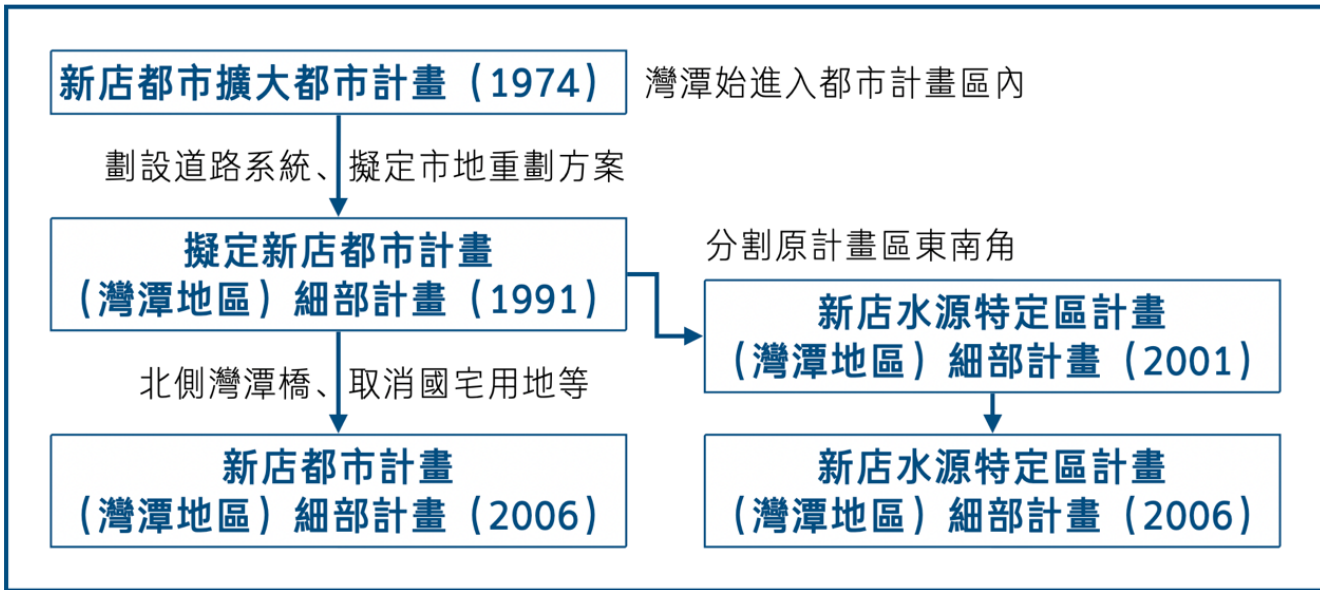 新店都市擴大都市計畫（1974）
灣潭始進入都市計畫區內
劃設道路系統、擬定市地重劃方案
擬定新店都市計畫
（灣潭地區）細部計畫（1991）
分割原計畫區東南角
新店水源特定區計畫
（灣潭地區）細部計畫（2001）
北側灣潭橋、取消國宅用地等
新店都市計畫
（灣潭地區）細部計畫（2006）
新店水源特定區計畫
（灣潭地區）細部計畫（2006）